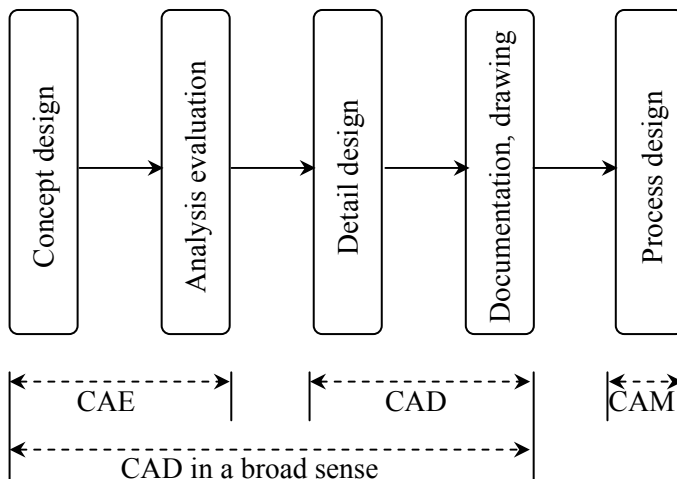 Concept design
Analysis evaluation
Detail design
Documentation, drawing
Process design
CAE
CAD
CAM
CAD in a broad sense